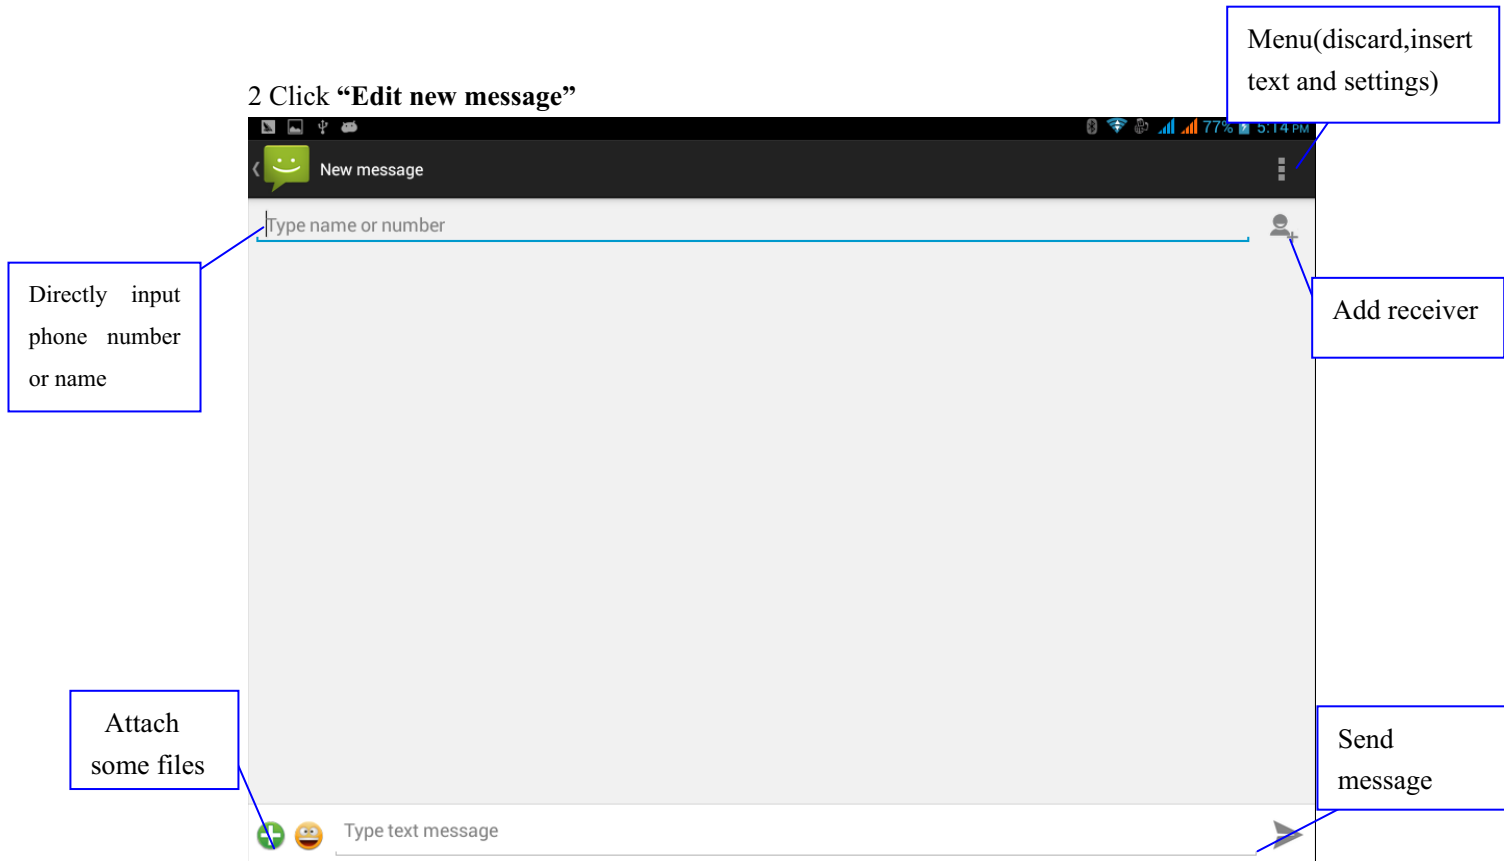 Menu(discard,insert
text and settings)
2 Click “Edit new message”
77% 5:14 PM
New message
Type name or number
Directly input
phone number
or name
Add receiver
Attach
some files
Send
message
Type text message